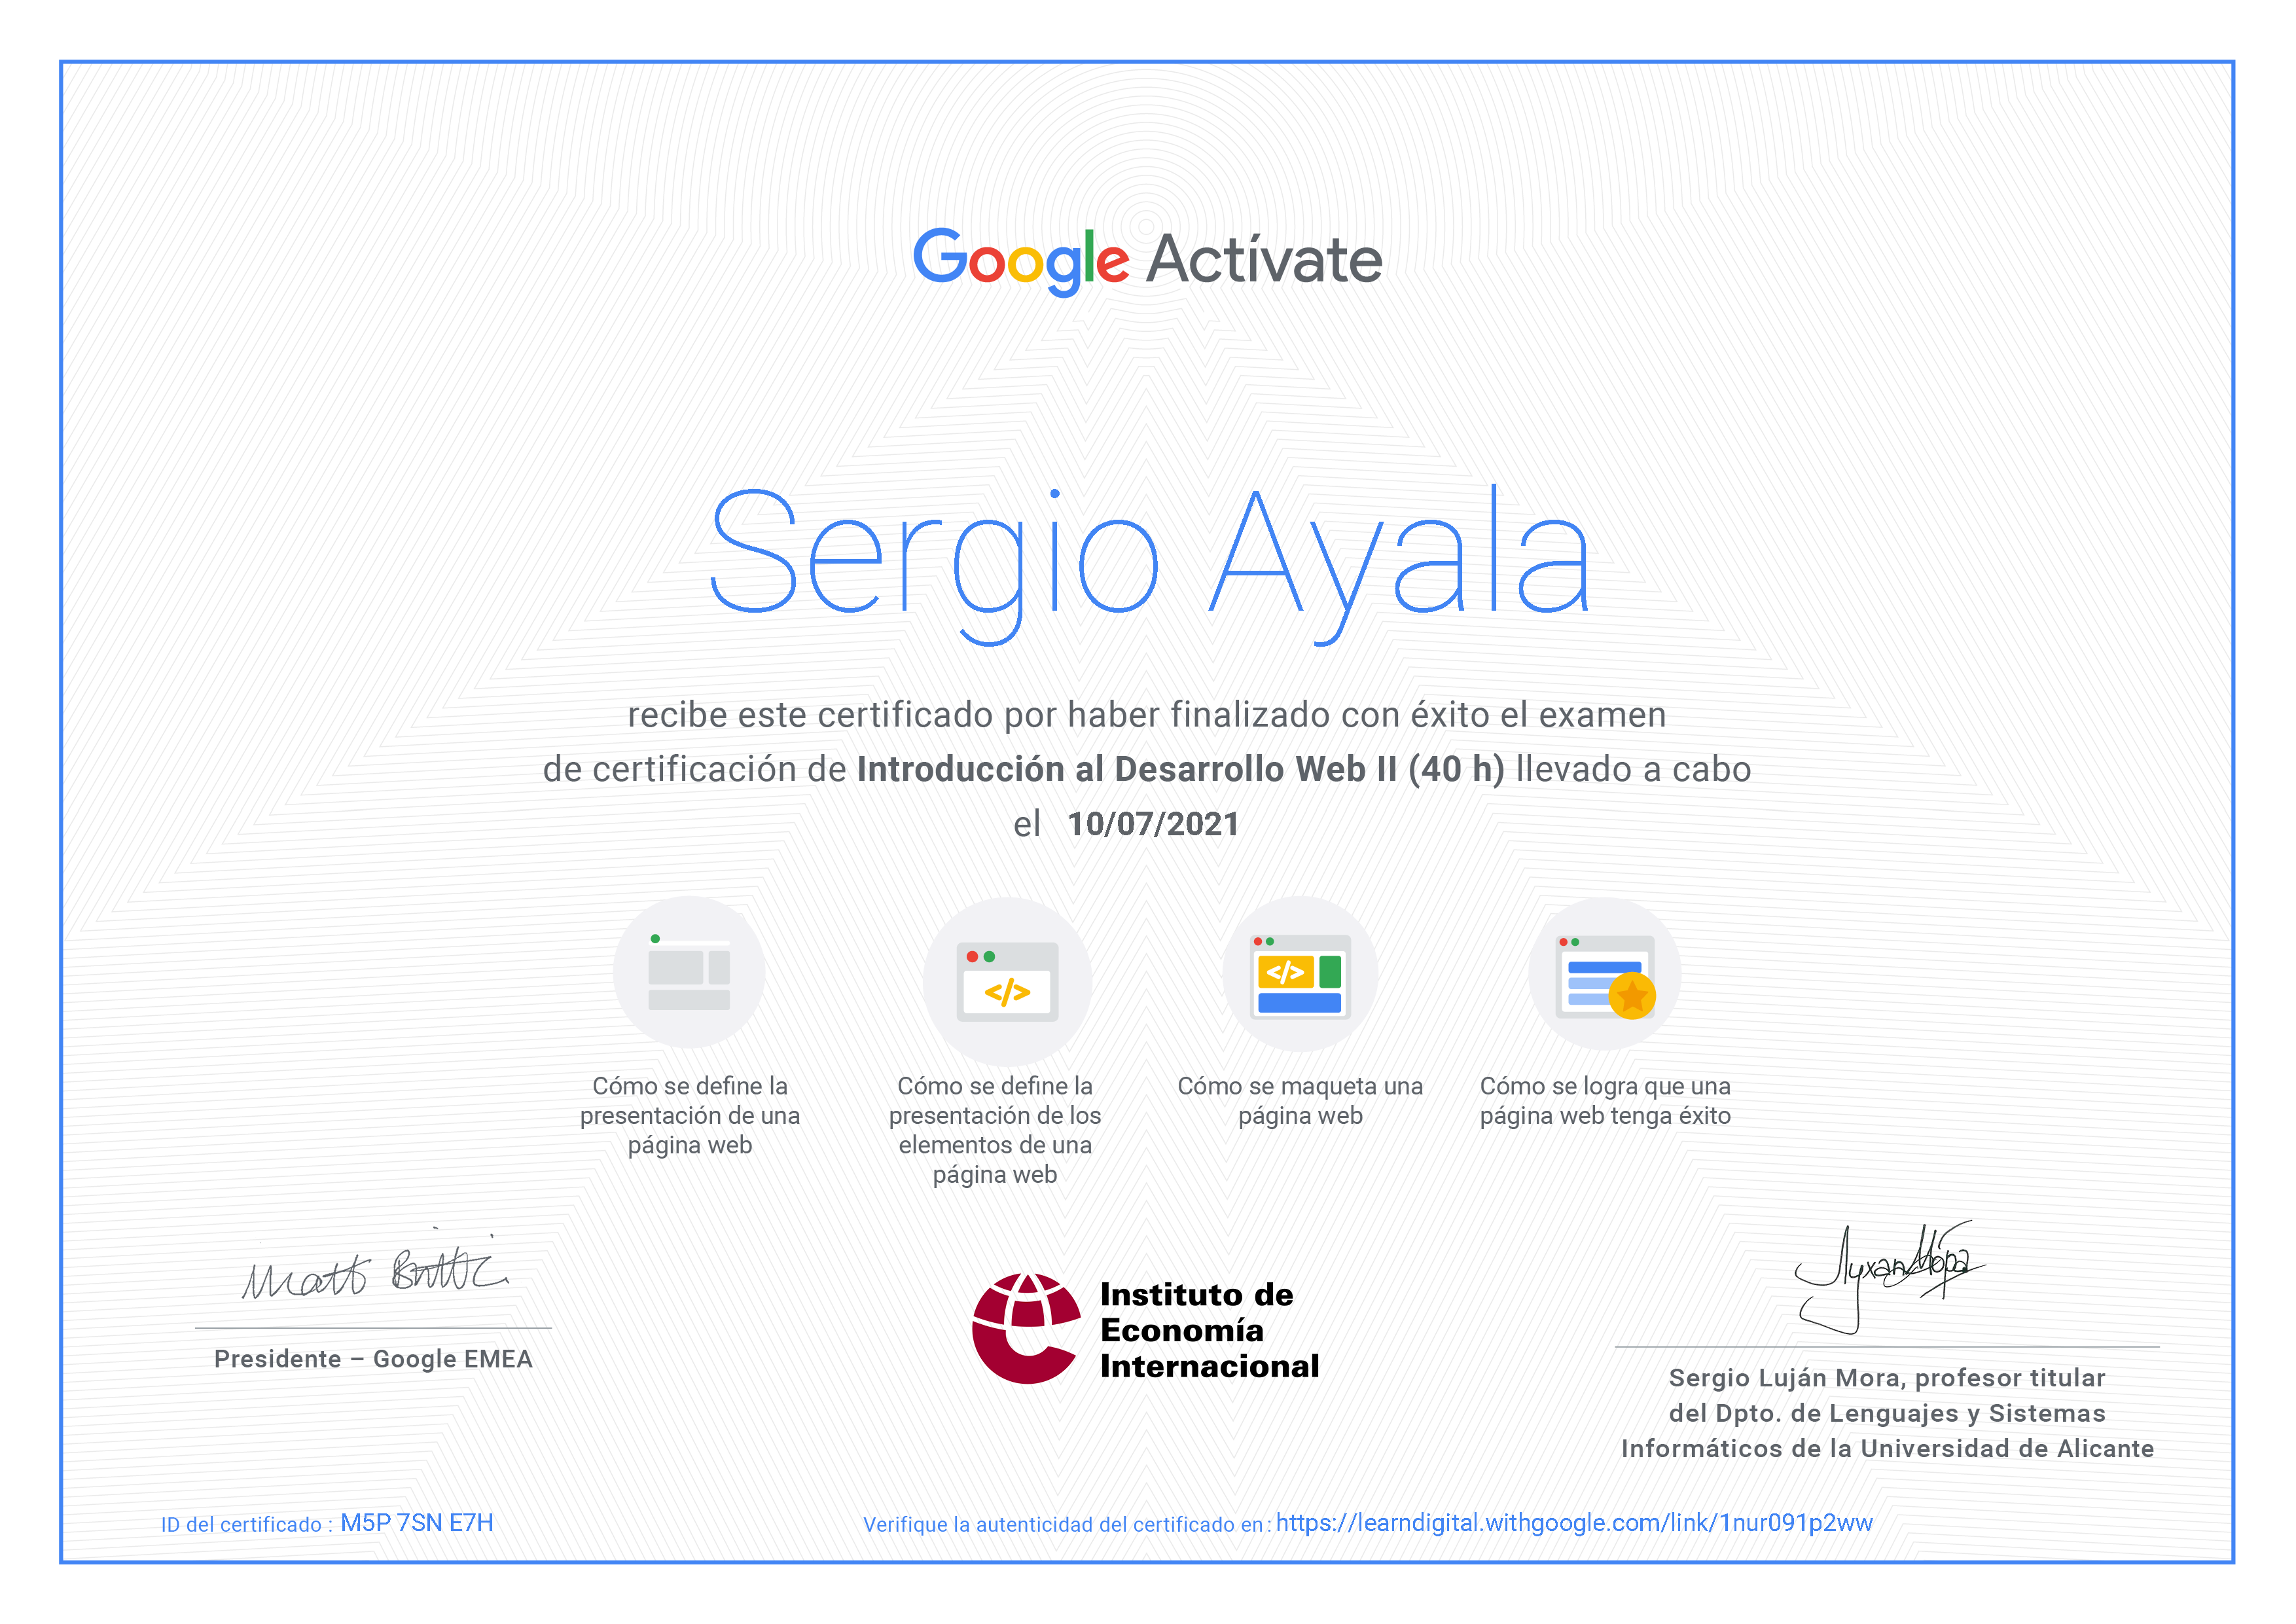 Google Actívate
Sergio Ayala
recibe este certificado por haber finalizado con éxito el examen
de certificación de Introducción al Desarrollo Web II (40 h) llevado a cabo
el 10/07/2021
</>
</>
Cómo se define la
presentación de una
página web
Cómo se define la
presentación de los
elementos de una
página web
Cómo se maqueta una
página web
Cómo se logra que una
página web tenga éxito
Matt Brittin
Presidente – Google EMEA
Instituto de
Economía
Internacional
Sergio Luján Mora, profesor titular
del Dpto. de Lenguajes y Sistemas
Informáticos de la Universidad de Alicante
ID del certificado : M5P 7SN E7H
Verifique la autenticidad del certificado en : https://learndigital.withgoogle.com/link/1nur091p2ww